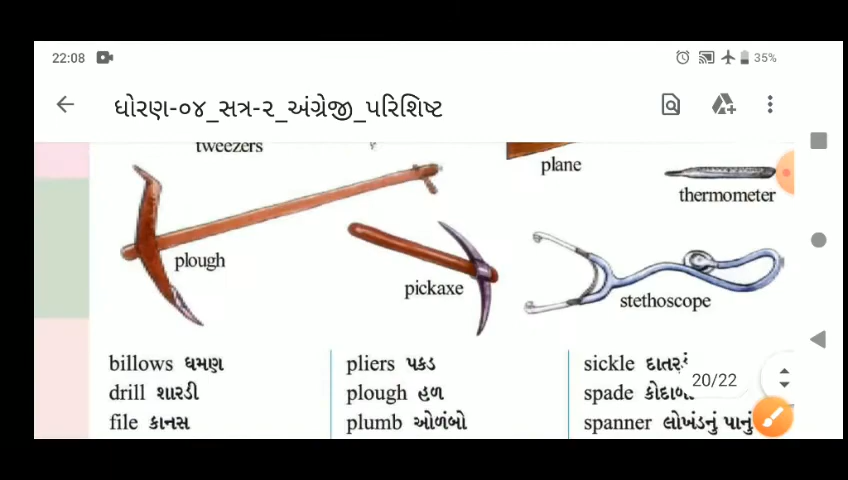 22:08 35%
ધોરણ-૦૪_સત્ર-૨_અંગ્રેજી_પરિશિષ્ટ
tweezers
plane
thermometer
plough
pickaxe
stethoscope
billows ધમણ pliers પકડ sickle
20/22
drill શારડી plough હળ spade
file કાનસ plumb ઓળંબો spanner લોખંડનું પાનું